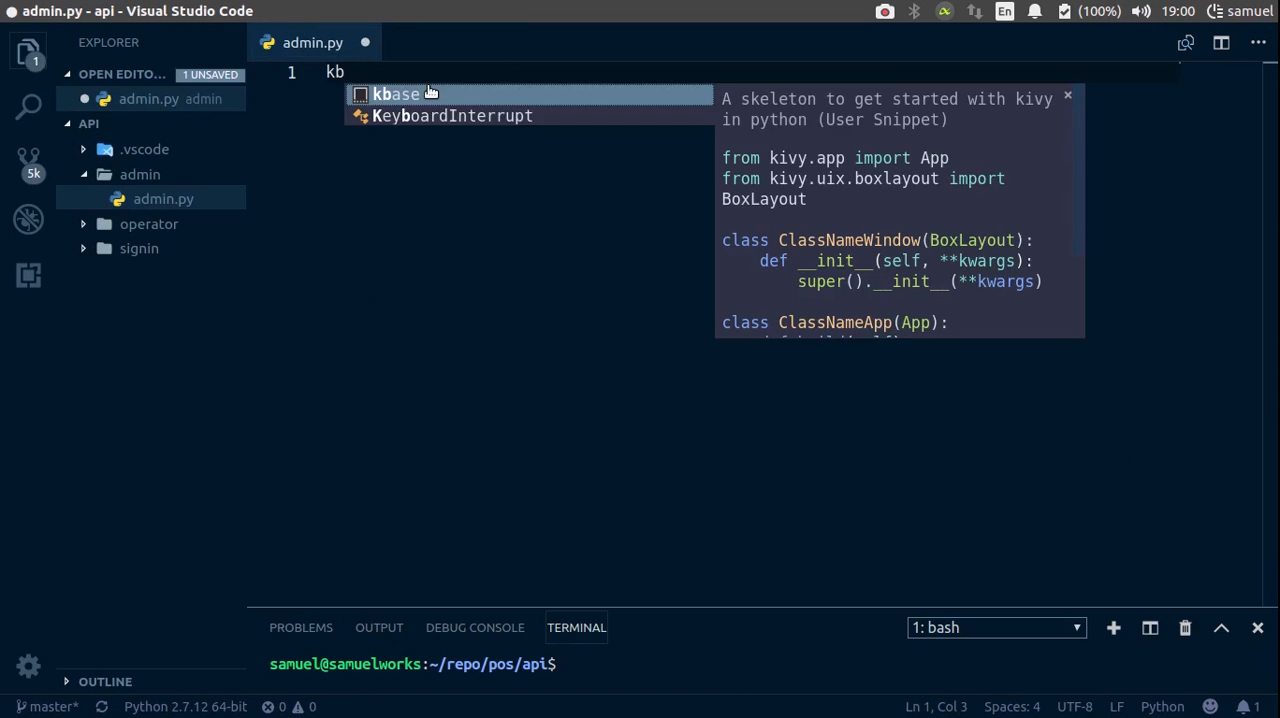 admin.py - api - Visual Studio Code
En
(100%)
19:00
samuel
EXPLORER
admin.py
OPEN EDITO...
1 UNSAVED
admin.py admin
API
.vscode
admin
admin.py
operator
signin
1
5k
1
kb
kbase
KeyboardInterrupt
A skeleton to get started with kivy
in python (User Snippet)
from kivy.app import App
from kivy.uix.boxlayout import
BoxLayout
class ClassNameWindow(BoxLayout):
def __init__(self, **kwargs):
super().__init__(**kwargs)
class ClassNameApp(App):
PROBLEMS
OUTPUT
DEBUG CONSOLE
TERMINAL
1: bash
samuel@samuelworks:~/repo/pos/api$
OUTLINE
master*
Python 2.7.12 64-bit
0
0
Ln 1, Col 3
Spaces: 4
UTF-8
LF
Python
1